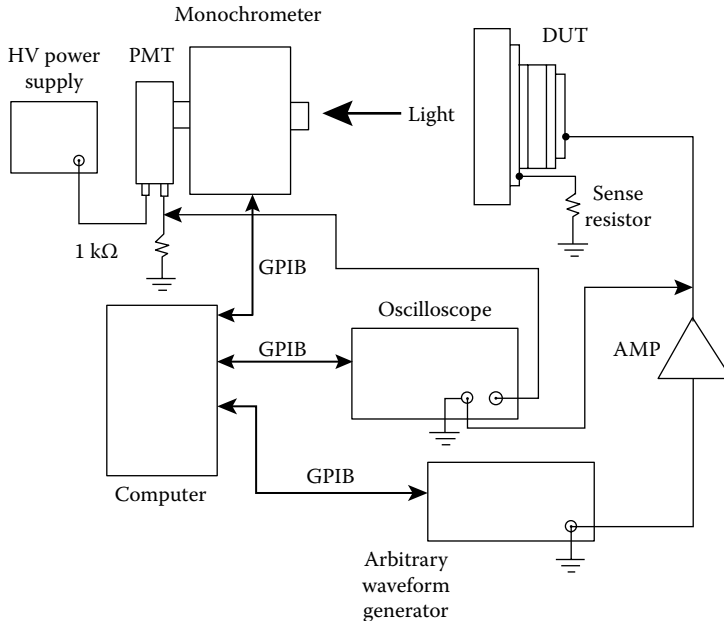 Monochrometer
HV power
supply
PMT
DUT
Light
Sense
resistor
1 kΩ
GPIB
Oscilloscope
GPIB
AMP
Computer
GPIB
Arbitrary
waveform
generator